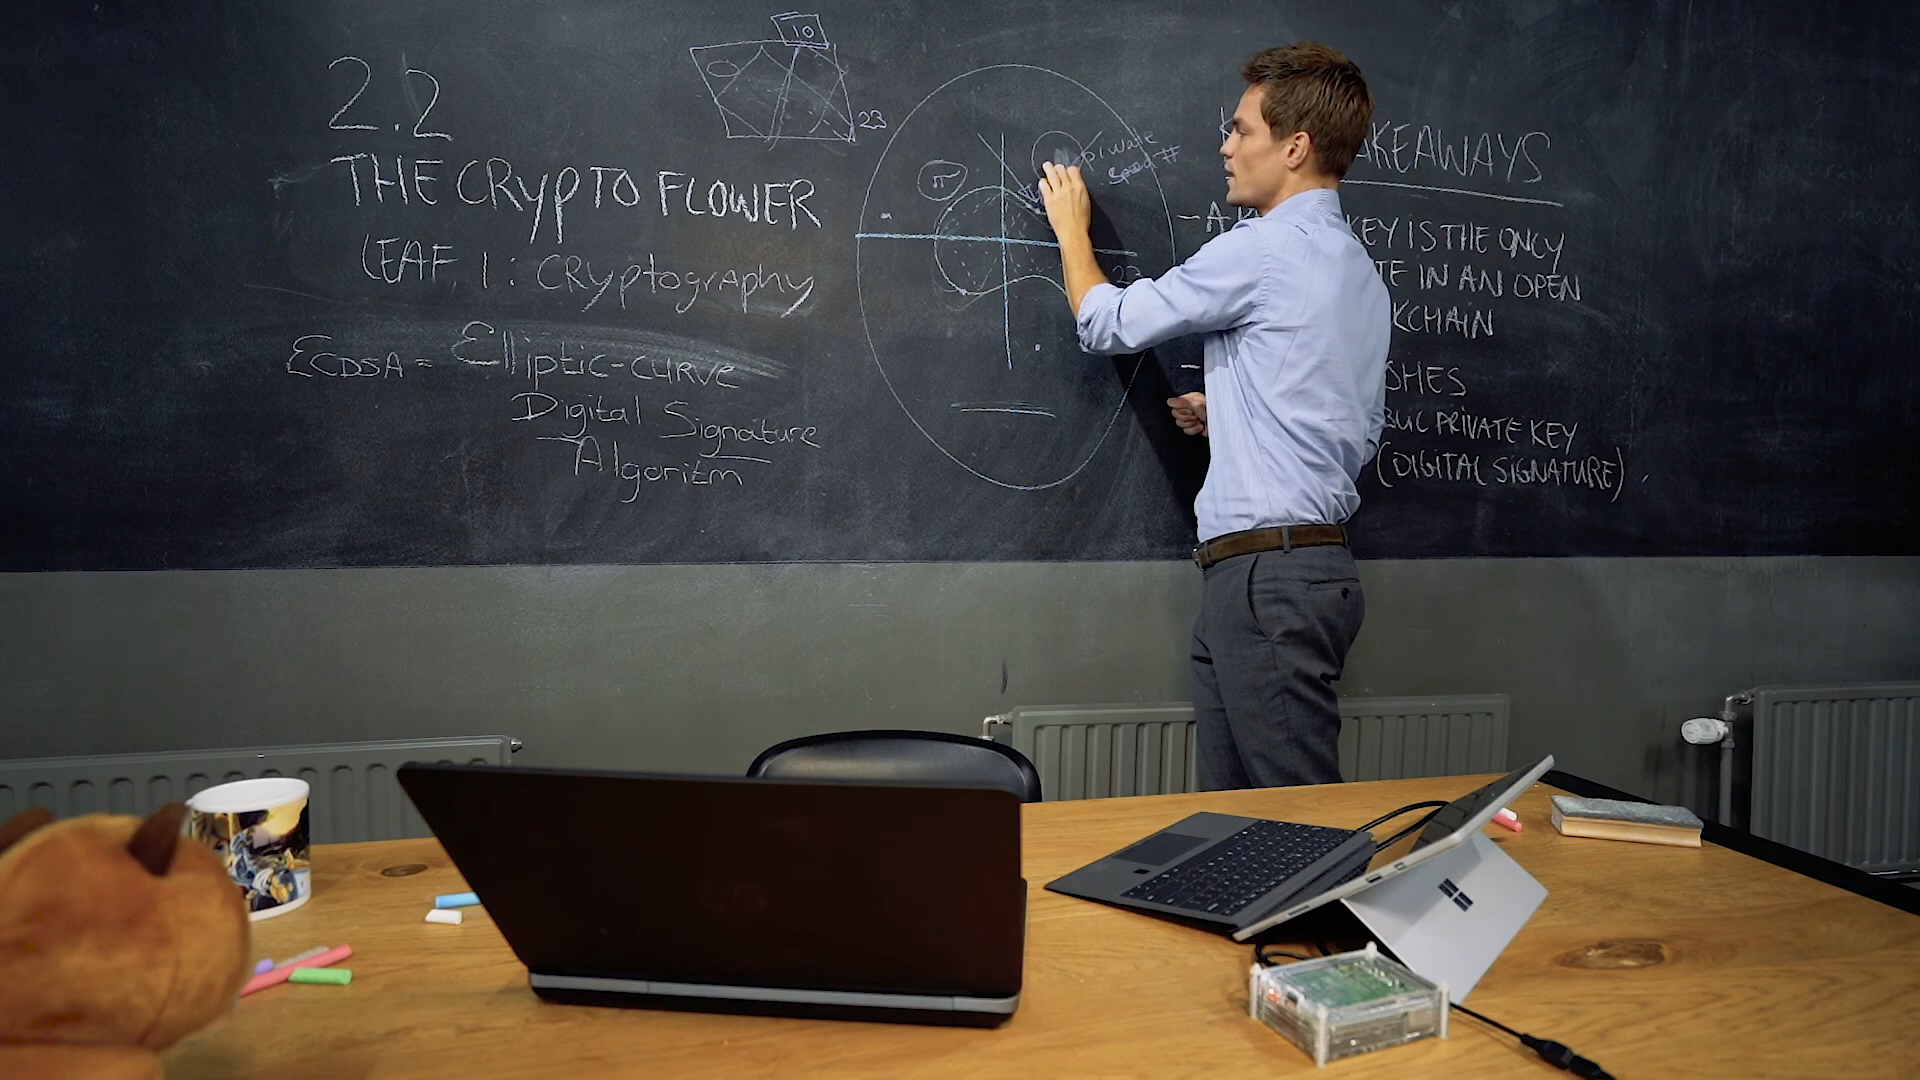 2.2
THE CRYPTO FLOWER
LEAF 1: CRYptography
ECDSA = Elliptic-curve
Digital Signature
Algoritm
10
23
π
private
23
AKEAWAYS
- A
KEY IS THE ONLY
TE IN AN OPEN
KCHAIN
-
SHES
BLIC PRIVATE KEY
(DIGITAL SIGNATURE)